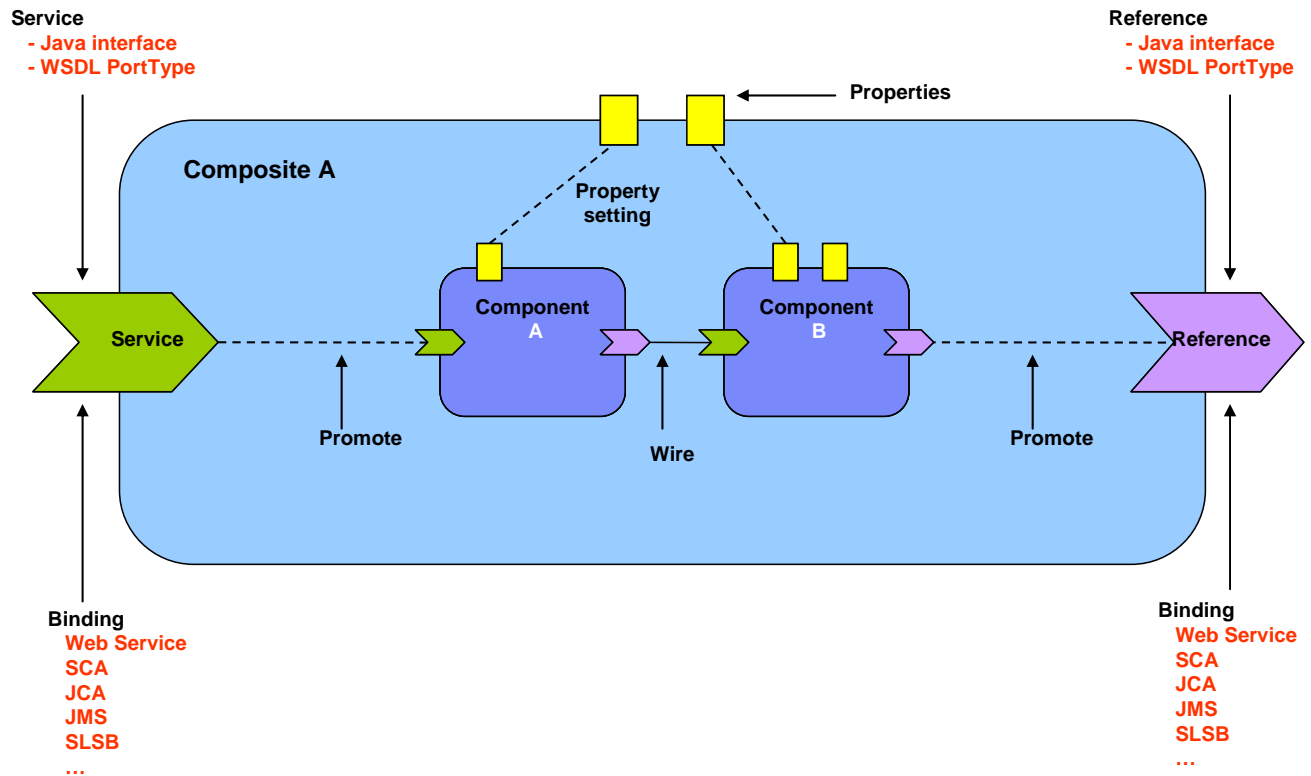 Service
- Java interface
- WSDL PortType
Reference
- Java interface
- WSDL PortType
Properties
Composite A
Property
setting
Component
A
Component
B
Service
Reference
Promote
Wire
Promote
Binding
Web Service
SCA
JCA
JMS
SLSB
…
Binding
Web Service
SCA
JCA
JMS
SLSB
…